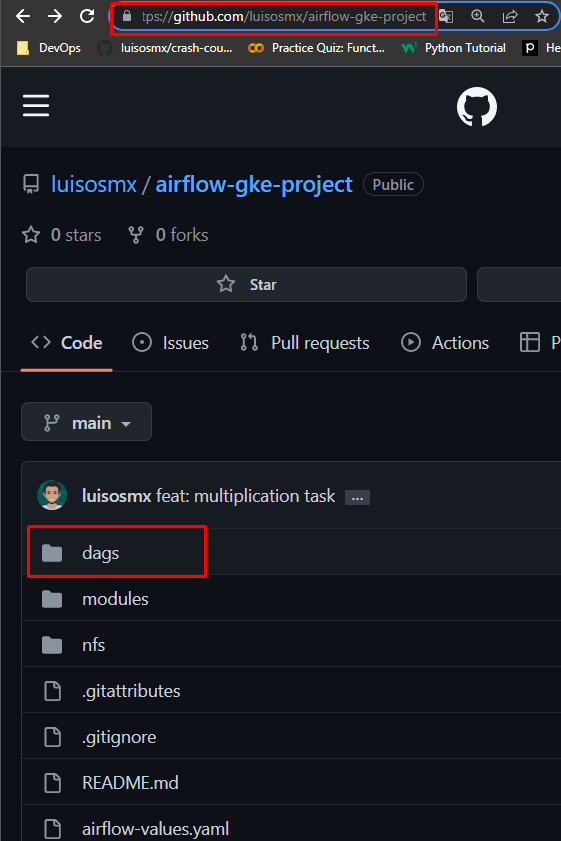 tps://github.com/luisosmx/airflow-gke-project
DevOps luisosmx/crash-cou... Practice Quiz: Funct... Python Tutorial He
luisosmx / airflow-gke-project Public
0 stars 0 forks
Star
Code Issues Pull requests Actions P
main
luisosmx feat: multiplication task ...
dags
modules
nfs
.gitattributes
.gitignore
README.md
airflow-values.yaml